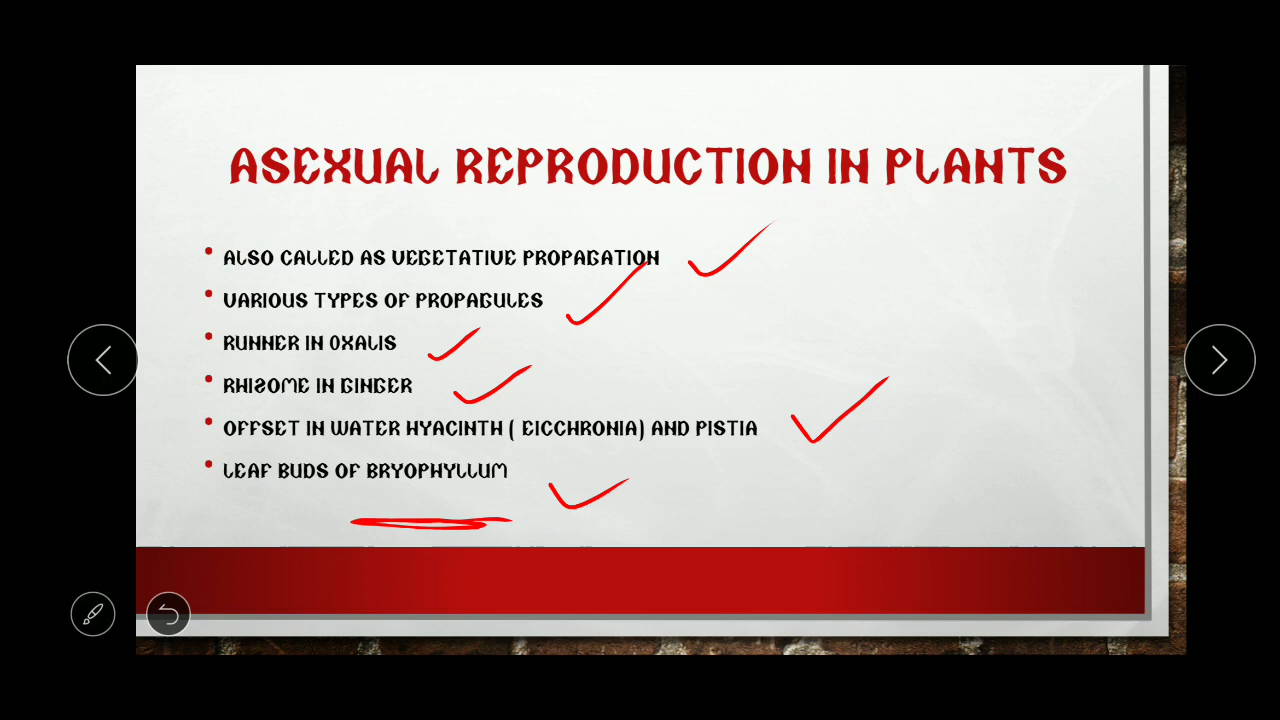 ASEXUAL REPRODUCTION IN PLANTS
• ALSO CALLED AS VEGETATIVE PROPAGATION
• VARIOUS TYPES OF PROPAGULES
• RUNNER IN OXALIS
• RHIZOME IN GINGER
• OFFSET IN WATER HYACINTH ( EICCHRONIA) AND PISTIA
• LEAF BUDS OF BRYOPHYLLUM